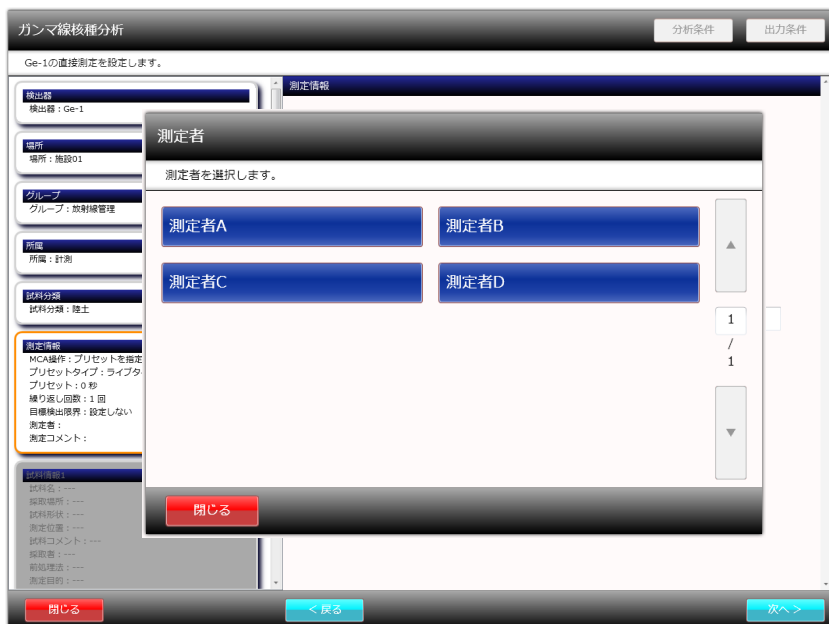 ガンマ線核種分析
分析条件
出力条件
Ge-1の直接測定を設定します。
検出器
検出器：Ge-1
場所
場所：施設01
グループ
グループ：放射線管理
所属
所属：計測
試料分類
試料分類：陸土
測定情報
MCA操作：プリセットを指定
プリセットタイプ：ライブタ
プリセット：0 秒
繰り返し回数：1 回
目標検出限界：設定しない
測定者：
測定コメント：
試料情報1
試料名：---
採取場所：---
試料形状：---
測定位置：---
試料コメント：---
採取者：---
前処理法：---
測定目的：---
測定情報
測定者
測定者を選択します。
測定者A
測定者B
測定者C
測定者D
▲
1
/
1
▼
閉じる
閉じる
< 戻る
次へ >